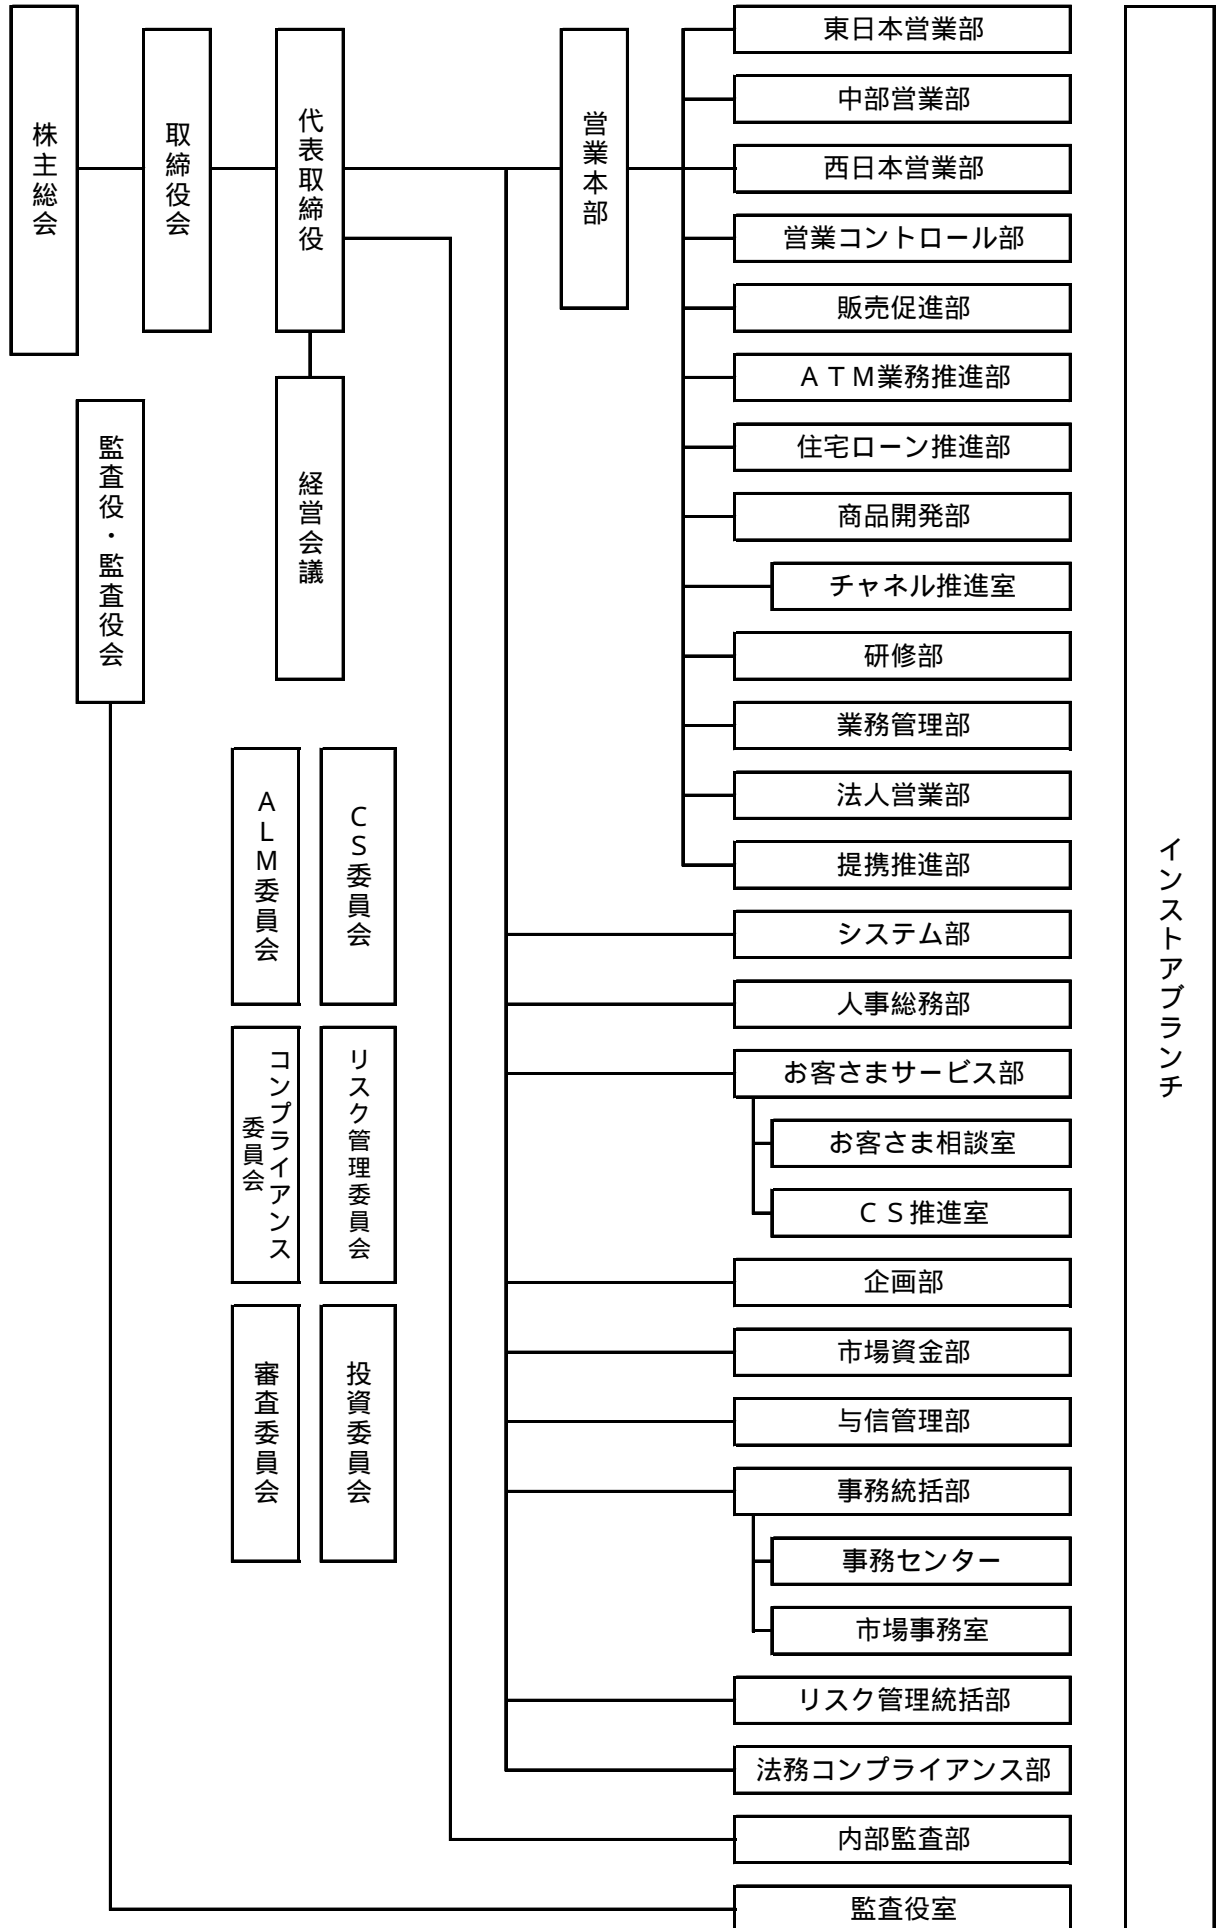 株主総会
取締役会
代表取締役
経営会議
監査役・監査役会
ALM委員会
CS委員会
コンプライアンス
委員会
リスク管理委員会
審査委員会
投資委員会
営業本部
東日本営業部
中部営業部
西日本営業部
営業コントロール部
販売促進部
ＡＴＭ業務推進部
住宅ローン推進部
商品開発部
チャネル推進室
研修部
業務管理部
法人営業部
提携推進部
システム部
人事総務部
お客さまサービス部
お客さま相談室
ＣＳ推進室
企画部
市場資金部
与信管理部
事務統括部
事務センター
市場事務室
リスク管理統括部
法務コンプライアンス部
内部監査部
監査役室
インストアブランチ